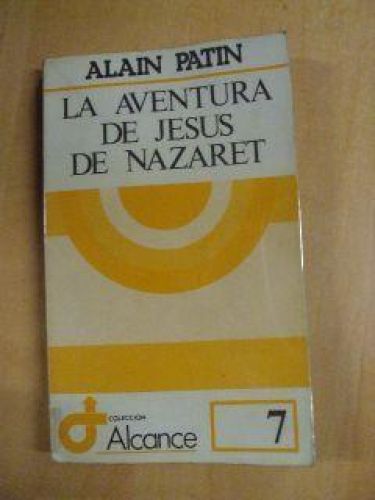 ALAIN PATIN
LA AVENTURA
DE JESUS
DE NAZARET
COLECCION
Alcance
7